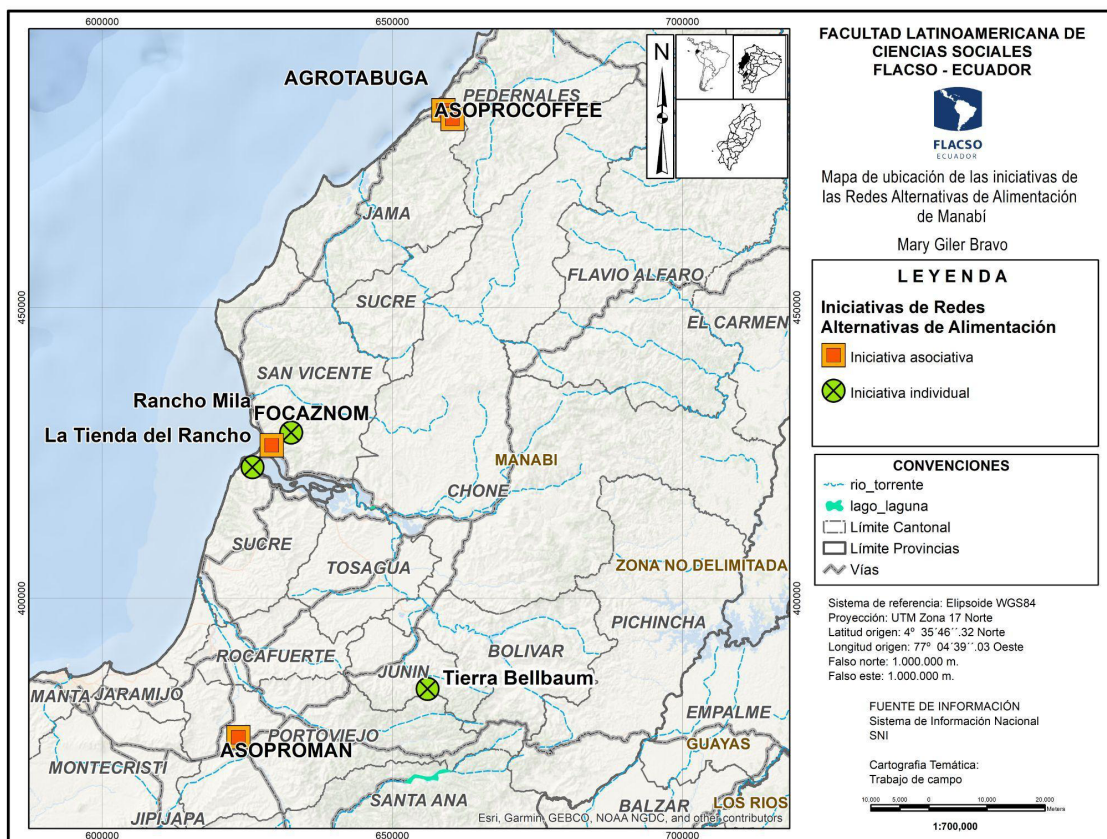 600000
650000
700000
450000
400000
450000
400000
600000
650000
700000
N
AGROTABUGA
PEDERNALES
ASOPROCOFFEE
JAMA
FLAVIO ALFARO
SUCRE
EL CARMEN
SAN VICENTE
Rancho Mila
FOCAZNOM
La Tienda del Rancho
MANABI
CHONE
SUCRE
TOSAGUA
ZONA NO DELIMITADA
PICHINCHA
ROCAFUERTE
BOLIVAR
JUNIN
Tierra Bellbaum
MANTA
JARAMIJO
EMPALME
PORTOVIEJO
GUAYAS
ASOPROMAN
MONTECRISTI
SANTA ANA
BALZAR
LOS RIOS
JIPIJAPA
Esri, Garmin, GEBCO, NOAA NGDC, and other contributors
FACULTAD LATINOAMERICANA DE
CIENCIAS SOCIALES
FLACSO - ECUADOR
FLACSO
ECUADOR
Mapa de ubicación de las iniciativas de
las Redes Alternativas de Alimentación
de Manabí
Mary Giler Bravo
LEYENDA
Iniciativas de Redes
Alternativas de Alimentación
Iniciativa asociativa
Iniciativa individual
CONVENCIONES
rio_torrente
lago_laguna
Límite Cantonal
Límite Provincias
Vías
Sistema de referencia: Elipsoide WGS84
Proyección: UTM Zona 17 Norte
Latitud origen: 4º 35´46´´.32 Norte
Longitud origen: 77º 04´39´´.03 Oeste
Falso norte: 1.000.000 m.
Falso este: 1.000.000 m.
FUENTE DE INFORMACIÓN
Sistema de Información Nacional
SNI
Cartografia Temática:
Trabajo de campo
10,000 5,000 0 10,000 20,000
Meters
1:700,000